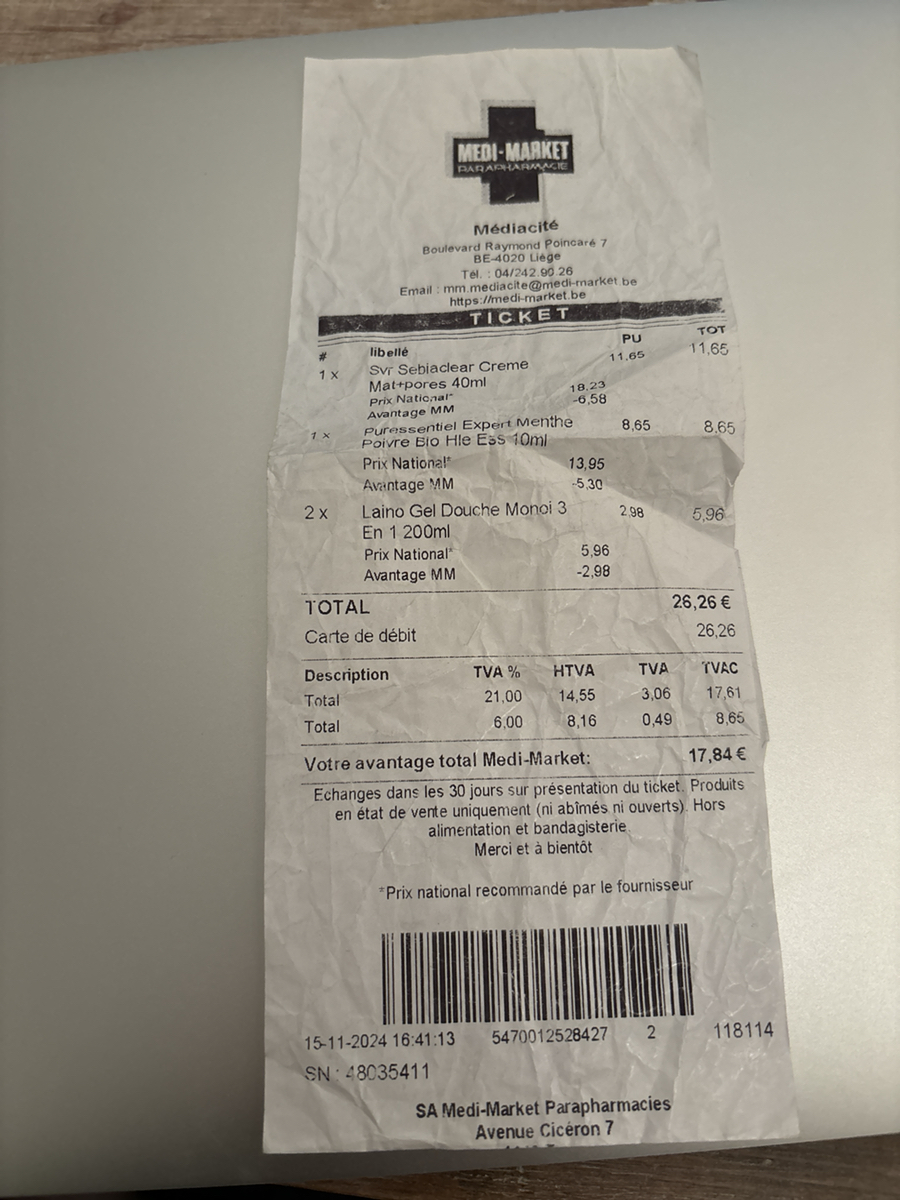 MEDI-MARKET
PARAPHARMACIE
Médiacité
Boulevard Raymond Poincaré 7
BE-4020 Liège
Tél. : 04/242.90.26
Email : mm.mediacite@medi-market.be
https://medi-market.be
TICKET
# libellé PU TOT
1 x Svr Sebiaclear Creme 11,65 11,65
Mat+pores 40ml
Prix National* 18,23
Avantage MM -6,58
1 x Puressentiel Expert Menthe 8,65 8,65
Poivre Bio Hle Ess 10ml
Prix National* 13,95
Avantage MM -5,30
2 x Laino Gel Douche Monoi 3 2,98 5,96
En 1 200ml
Prix National* 5,96
Avantage MM -2,98
TOTAL 26,26 €
Carte de débit 26,26
Description TVA % HTVA TVA TVAC
Total 21,00 14,55 3,06 17,61
Total 6,00 8,16 0,49 8,65
Votre avantage total Medi-Market: 17,84 €
Echanges dans les 30 jours sur présentation du ticket. Produits
en état de vente uniquement (ni abîmés ni ouverts). Hors
alimentation et bandagisterie.
Merci et à bientôt
*Prix national recommandé par le fournisseur
15-11-2024 16:41:13 5470012528427 2 118114
SN : 48035411
SA Medi-Market Parapharmacies
Avenue Cicéron 7